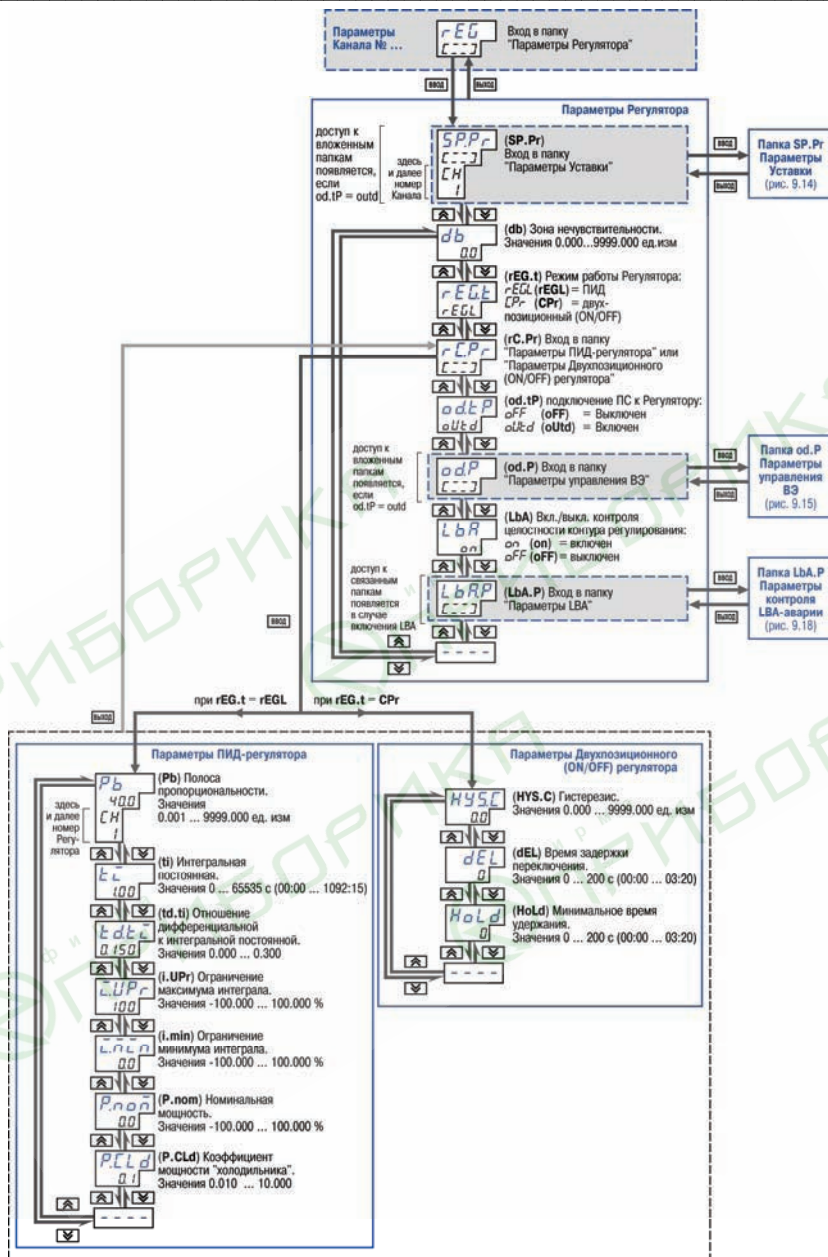 Параметры
Канала № ...
rEG
[---]
Вход в папку
"Параметры Регулятора"
ВВОД
ВЫХОД
Параметры Регулятора
доступ к
вложенным
папкам
появляется,
если
od.tP = outd
здесь
и далее
номер
Канала
SP.Pr
[---]
CH
1
(SP.Pr)
Вход в папку
"Параметры Уставки"
ВВОД
ВЫХОД
Папка SP.Pr
Параметры
Уставки
(рис. 9.14)
db
0.0
(db) Зона нечувствительности.
Значения 0.000...9999.000 ед.изм
rEG.t
rEGL
(rEG.t) Режим работы Регулятора:
rEGL (rEGL) = ПИД
CPr (CPr) = двух-
позиционный (ON/OFF)
rC.Pr
[---]
(rC.Pr) Вход в папку
"Параметры ПИД-регулятора" или
"Параметры Двухпозиционного
(ON/OFF) регулятора"
od.tP
oUtd
(od.tP) подключение ПС к Регулятору:
oFF (oFF) = Выключен
oUtd (oUtd) = Включен
доступ к
вложенным
папкам
появляется,
если
od.tP = outd
od.P
[---]
(od.P) Вход в папку
"Параметры управления ВЭ"
ВВОД
ВЫХОД
Папка od.P
Параметры
управления
ВЭ
(рис. 9.15)
LbA
on
(LbA) Вкл./выкл. контроля
целостности контура регулирования:
on (on) = включен
oFF (oFF) = выключен
доступ к
связанным
папкам
появляется
в случае
включения LBA
LbA.P
[---]
(LbA.P) Вход в папку
"Параметры LBA"
ВВОД
ВЫХОД
Папка LbA.P
Параметры
контроля
LBA-аварии
(рис. 9.18)
ВВОД
- - - -
при rEG.t = rEGL
при rEG.t = CPr
ВЫХОД
Параметры ПИД-регулятора
Pb
40.0
CH
1
здесь
и далее
номер
Регу-
лятора
(Pb) Полоса
пропорциональности.
Значения
0.001 ... 9999.000 ед. изм
ti
100
(ti) Интегральная
постоянная.
Значения 0 ... 65535 с (00:00 ... 1092:15)
td.ti
0.150
(td.ti) Отношение
дифференциальной
к интегральной постоянной.
Значения 0.000 ... 0.300
i.UPr
100
(i.UPr) Ограничение
максимума интеграла.
Значения -100.000 ... 100.000 %
i.min
0.0
(i.min) Ограничение
минимума интеграла.
Значения -100.000 ... 100.000 %
P.nom
0.0
(P.nom) Номинальная
мощность.
Значения -100.000 ... 100.000 %
P.CLd
0.1
(P.CLd) Коэффициент
мощности "холодильника".
Значения 0.010 ... 10.000
- - - -
Параметры Двухпозиционного
(ON/OFF) регулятора
HYS.C
0.0
(HYS.C) Гистерезис.
Значения 0.000 ... 9999.000 ед. изм
dEL
0
(dEL) Время задержки
переключения.
Значения 0 ... 200 с (00:00 ... 03:20)
HoLd
0
(HoLd) Минимальное время
удержания.
Значения 0 ... 200 с (00:00 ... 03:20)
- - - -